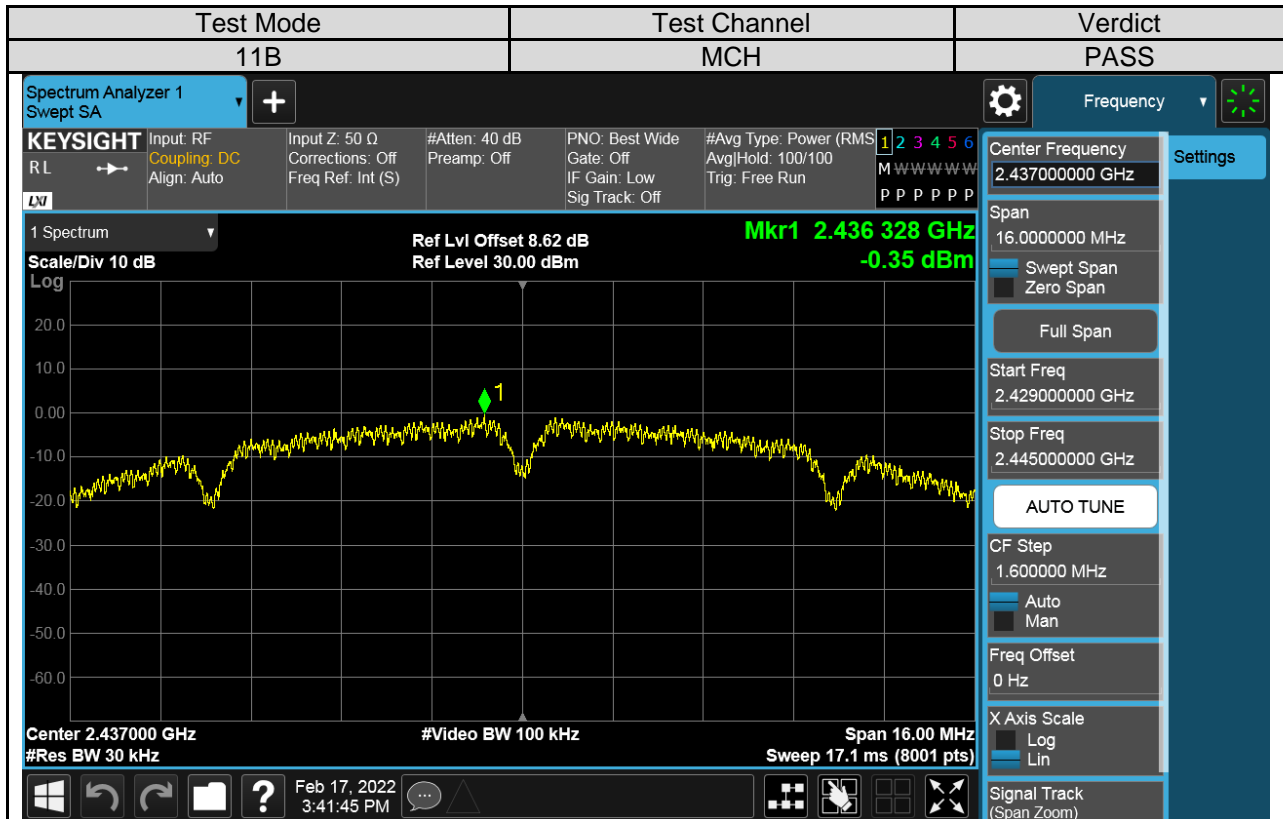 Test Mode Test Channel Verdict
11B MCH PASS
Spectrum Analyzer 1
Swept SA
Frequency
KEYSIGHT Input: RF Input Z: 50 Ω #Atten: 40 dB PNO: Best Wide #Avg Type: Power (RMS 1 2 3 4 5 6
RL Coupling: DC Corrections: Off Preamp: Off Gate: Off Avg|Hold: 100/100 M W W W W W
Align: Auto Freq Ref: Int (S) IF Gain: Low Trig: Free Run
LXI Sig Track: Off P P P P P P
1 Spectrum Ref Lvl Offset 8.62 dB Mkr1 2.436 328 GHz
Scale/Div 10 dB Ref Level 30.00 dBm -0.35 dBm
Log
20.0
10.0
1
0.00
-10.0
-20.0
-30.0
-40.0
-50.0
-60.0
Center 2.437000 GHz #Video BW 100 kHz Span 16.00 MHz
#Res BW 30 kHz Sweep 17.1 ms (8001 pts)
Feb 17, 2022
3:41:45 PM
Center Frequency
2.437000000 GHz
Settings
Span
16.0000000 MHz
Swept Span
Zero Span
Full Span
Start Freq
2.429000000 GHz
Stop Freq
2.445000000 GHz
AUTO TUNE
CF Step
1.600000 MHz
Auto
Man
Freq Offset
0 Hz
X Axis Scale
Log
Lin
Signal Track
(Span Zoom)